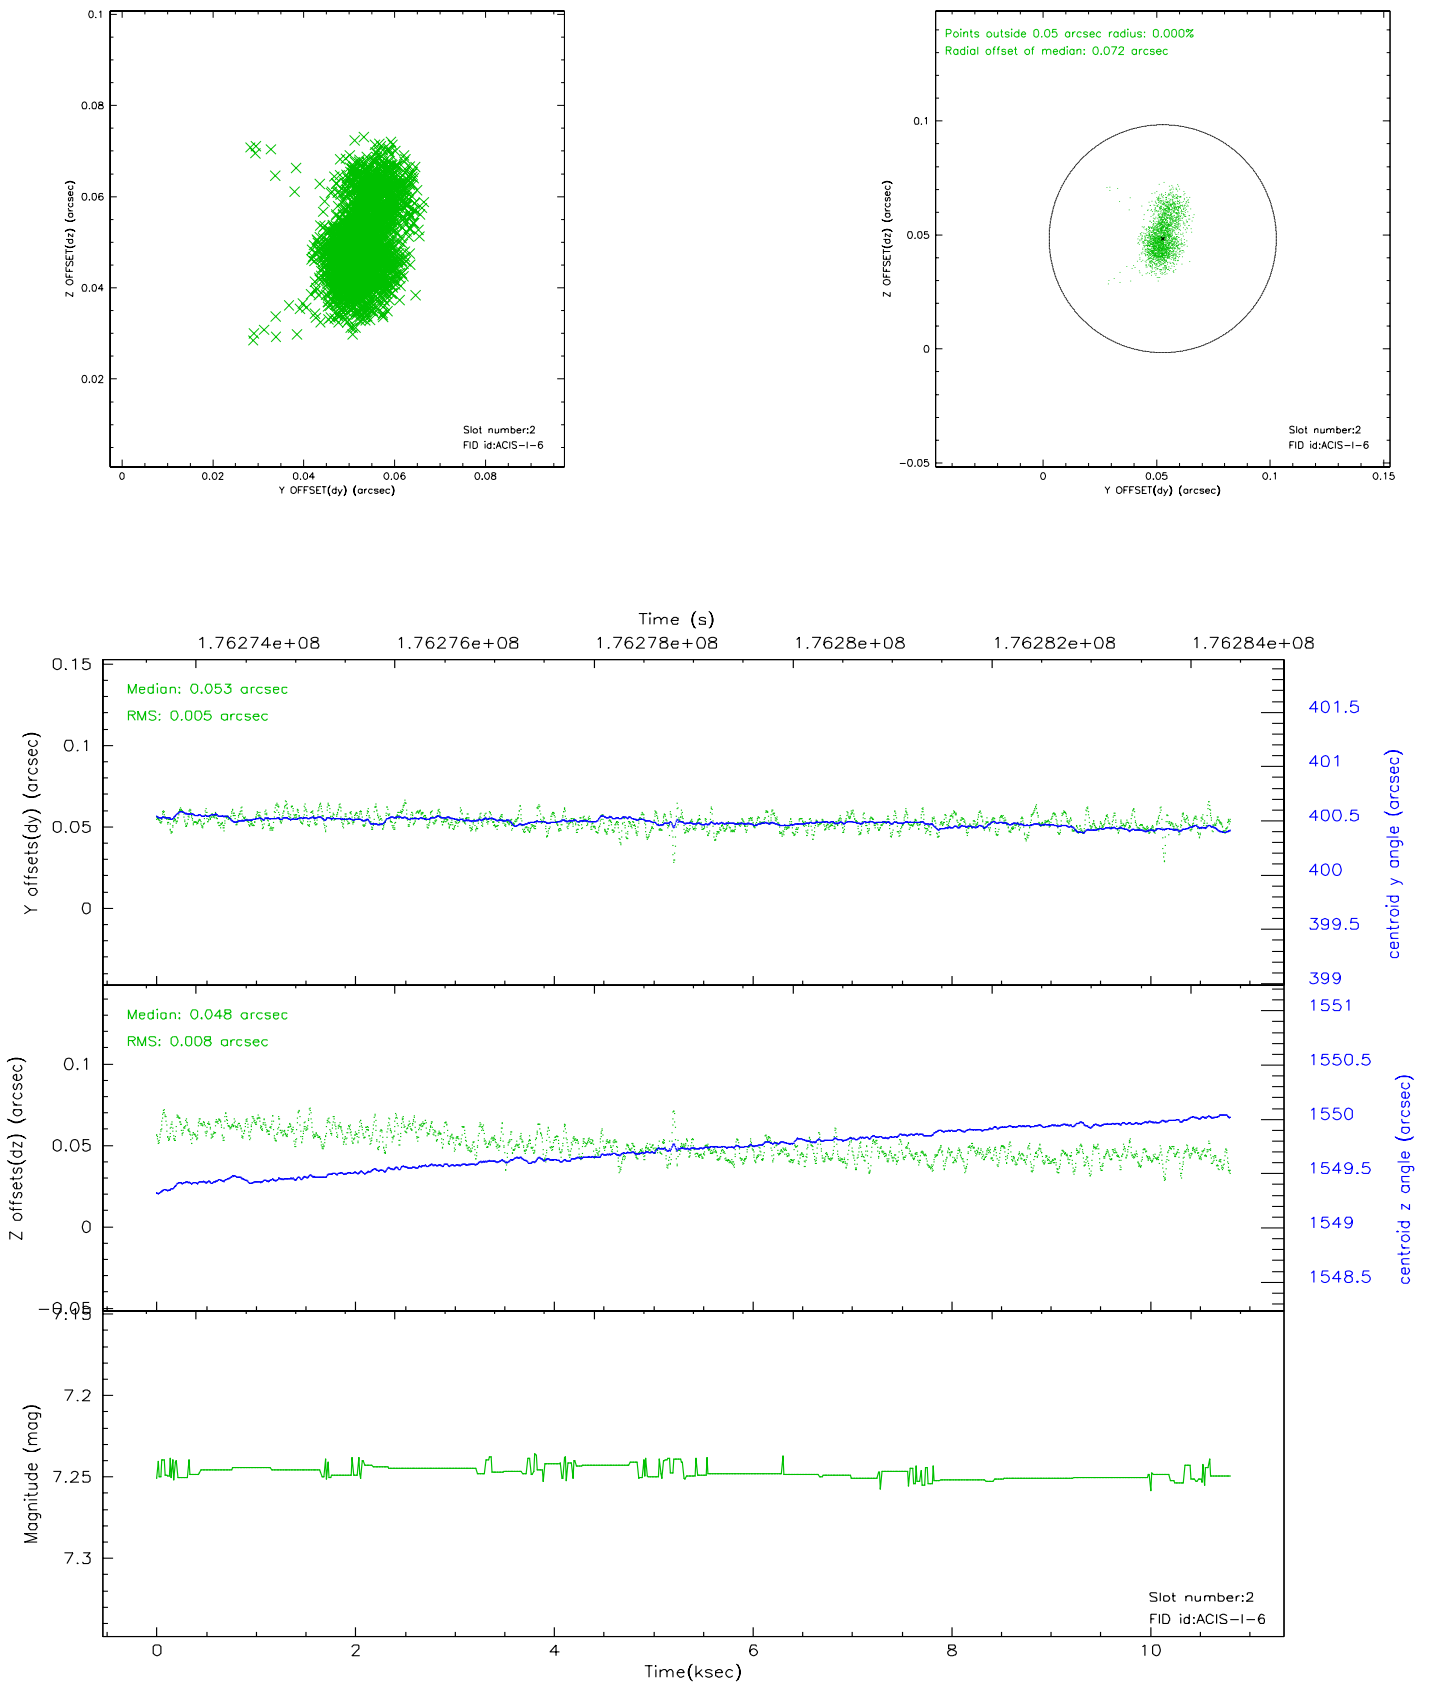 0.1
0.08
0.06
0.04
0.02
Z OFFSET(dz) (arcsec)
Slot number:2
FID id:ACIS-I-6
0 0.02 0.04 0.06 0.08
Y OFFSET(dy) (arcsec)
Points outside 0.05 arcsec radius: 0.000%
Radial offset of median: 0.072 arcsec
0.1
0.05
0
-0.05
Z OFFSET(dz) (arcsec)
Slot number:2
FID id:ACIS-I-6
0 0.05 0.1 0.15
Y OFFSET(dy) (arcsec)
Time (s)
1.76274e+08 1.76276e+08 1.76278e+08 1.7628e+08 1.76282e+08 1.76284e+08
0.15
0.1
0.05
0
Y offsets(dy) (arcsec)
Median: 0.053 arcsec
RMS: 0.005 arcsec
401.5
401
400.5
400
399.5
399
centroid y angle (arcsec)
Median: 0.048 arcsec
RMS: 0.008 arcsec
0.1
0.05
0
-0.05
Z offsets(dz) (arcsec)
1551
1550.5
1550
1549.5
1549
1548.5
centroid z angle (arcsec)
7.15
7.2
7.25
7.3
Magnitude (mag)
Slot number:2
FID id:ACIS-I-6
0 2 4 6 8 10
Time(ksec)